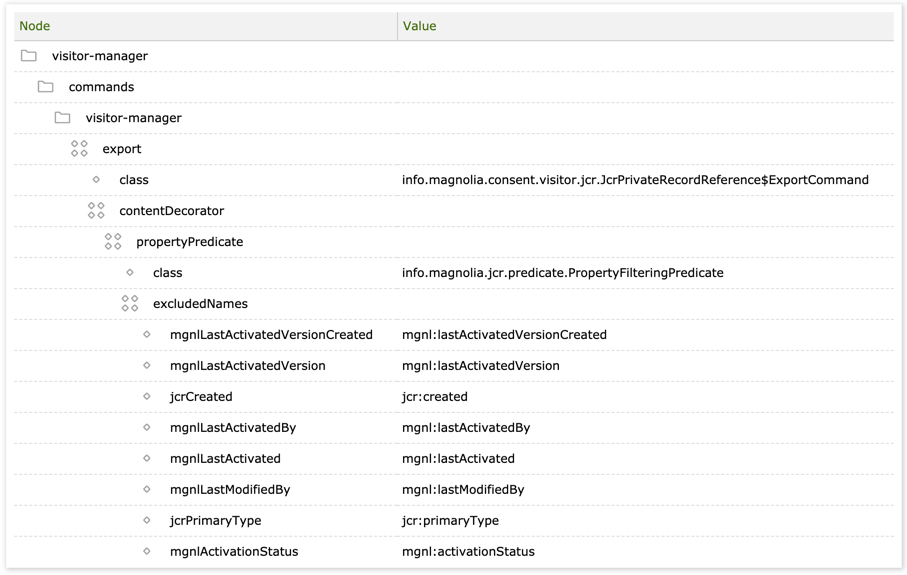 Node Value
visitor-manager
commands
visitor-manager
export
class info.magnolia.consent.visitor.jcr.JcrPrivateRecordReference$ExportCommand
contentDecorator
propertyPredicate
class info.magnolia.jcr.predicate.PropertyFilteringPredicate
excludedNames
mgnlLastActivatedVersionCreated mgnl:lastActivatedVersionCreated
mgnlLastActivatedVersion mgnl:lastActivatedVersion
jcrCreated jcr:created
mgnlLastActivatedBy mgnl:lastActivatedBy
mgnlLastActivated mgnl:lastActivated
mgnlLastModifiedBy mgnl:lastModifiedBy
jcrPrimaryType jcr:primaryType
mgnlActivationStatus mgnl:activationStatus